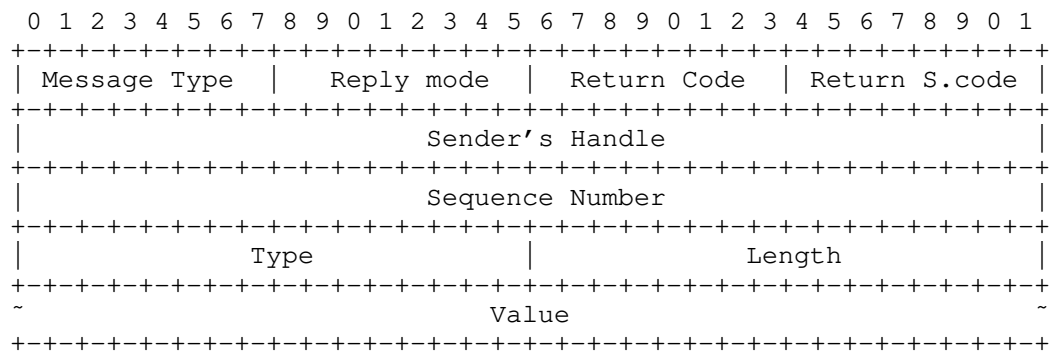 0 1 2 3 4 5 6 7 8 9 0 1 2 3 4 5 6 7 8 9 0 1 2 3 4 5 6 7 8 9 0 1
+-+-+-+-+-+-+-+-+-+-+-+-+-+-+-+-+-+-+-+-+-+-+-+-+-+-+-+-+-+-+-+-+
| Message Type  |   Reply mode  |  Return Code  | Return S.code |
+-+-+-+-+-+-+-+-+-+-+-+-+-+-+-+-+-+-+-+-+-+-+-+-+-+-+-+-+-+-+-+-+
|                        Sender’s Handle                        |
+-+-+-+-+-+-+-+-+-+-+-+-+-+-+-+-+-+-+-+-+-+-+-+-+-+-+-+-+-+-+-+-+
|                        Sequence Number                        |
+-+-+-+-+-+-+-+-+-+-+-+-+-+-+-+-+-+-+-+-+-+-+-+-+-+-+-+-+-+-+-+-+
|              Type             |             Length            |
+-+-+-+-+-+-+-+-+-+-+-+-+-+-+-+-+-+-+-+-+-+-+-+-+-+-+-+-+-+-+-+-+
~                             Value                             ~
+-+-+-+-+-+-+-+-+-+-+-+-+-+-+-+-+-+-+-+-+-+-+-+-+-+-+-+-+-+-+-+-+